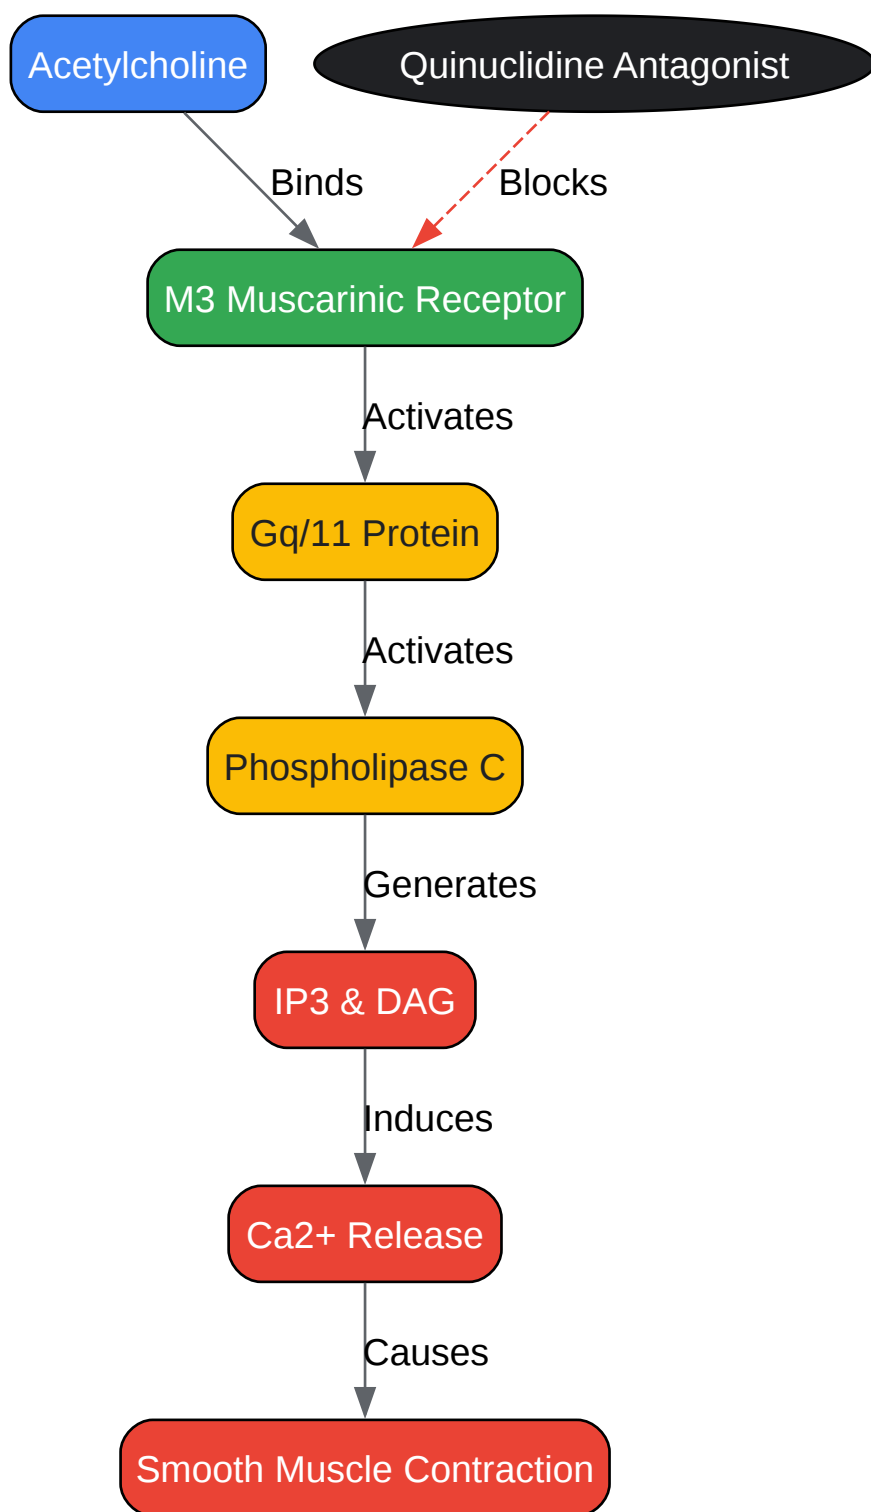 Acetylcholine
Quinuclidine Antagonist
Binds
Blocks
M3 Muscarinic Receptor
Activates
Gq/11 Protein
Activates
Phospholipase C
Generates
IP3 & DAG
Induces
Ca2+ Release
Causes
Smooth Muscle Contraction